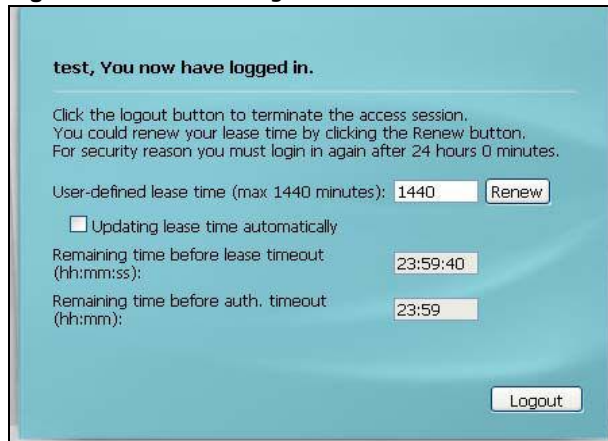 test, You now have logged in.
Click the logout button to terminate the access session.
You could renew your lease time by clicking the Renew button.
For security reason you must login in again after 24 hours 0 minutes.
User-defined lease time (max 1440 minutes): 1440 Renew
Updating lease time automatically
Remaining time before lease timeout
(hh:mm:ss): 23:59:40
Remaining time before auth. timeout
(hh:mm): 23:59
Logout